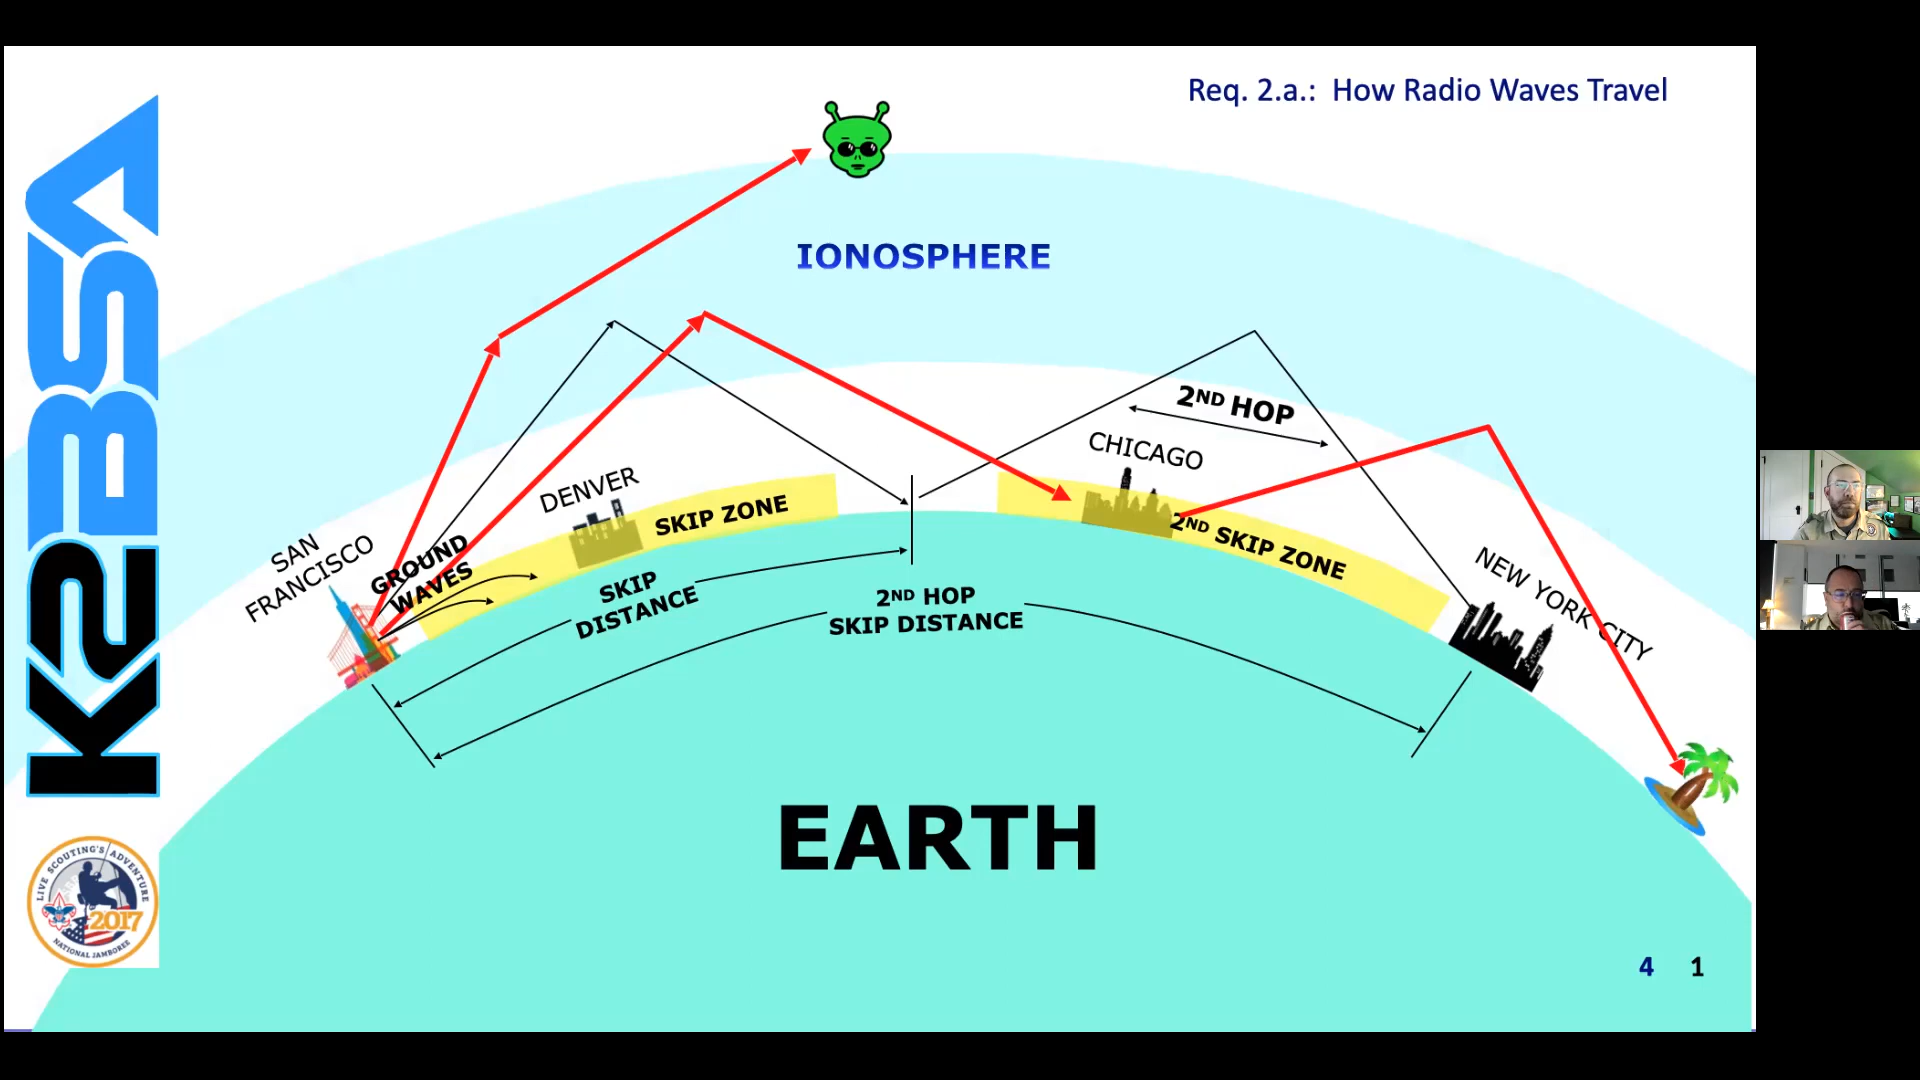 Req. 2.a.: How Radio Waves Travel
K2BSA
IONOSPHERE
2ND HOP
CHICAGO
DENVER
SKIP ZONE
SAN
FRANCISCO
GROUND
WAVES
2ND SKIP ZONE
NEW YORK CITY
SKIP
DISTANCE
2ND HOP
SKIP DISTANCE
EARTH
LIVE SCOUTING'S ADVENTURE
2017
NATIONAL JAMBOREE
4 1